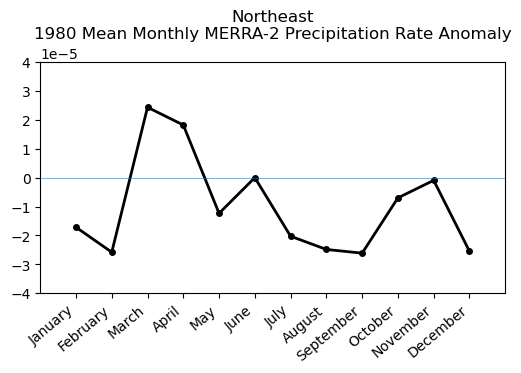 Northeast
1980 Mean Monthly MERRA-2 Precipitation Rate Anomaly
1e−5
4
3
2
1
0
−1
−2
−3
−4
January
February
March
April
May
June
July
August
September
October
November
December